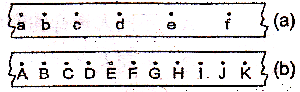 a b c d e f (a)
A B C D E F G H I J K (b)